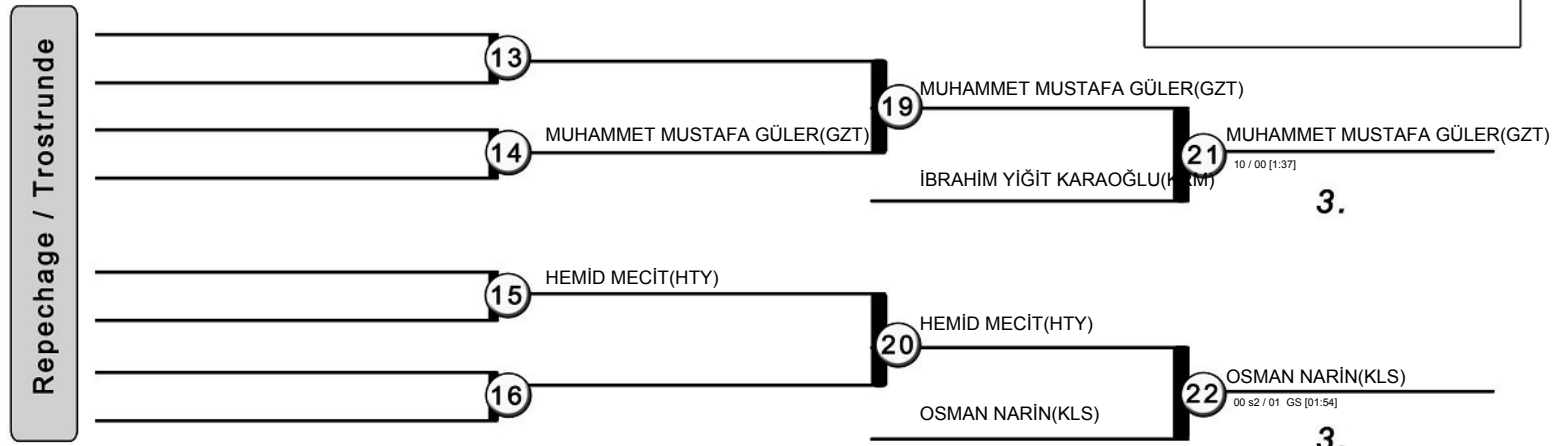 Repechage / Trostrunde
13
14
MUHAMMET MUSTAFA GÜLER(GZT)
19
MUHAMMET MUSTAFA GÜLER(GZT)
İBRAHİM YİĞİT KARAOĞLU(KRM)
21
MUHAMMET MUSTAFA GÜLER(GZT)
10 / 00 [1:37]
3.
15
HEMİD MECİT(HTY)
16
20
HEMİD MECİT(HTY)
OSMAN NARİN(KLS)
22
OSMAN NARİN(KLS)
00 s2 / 01 GS [01:54]
3.